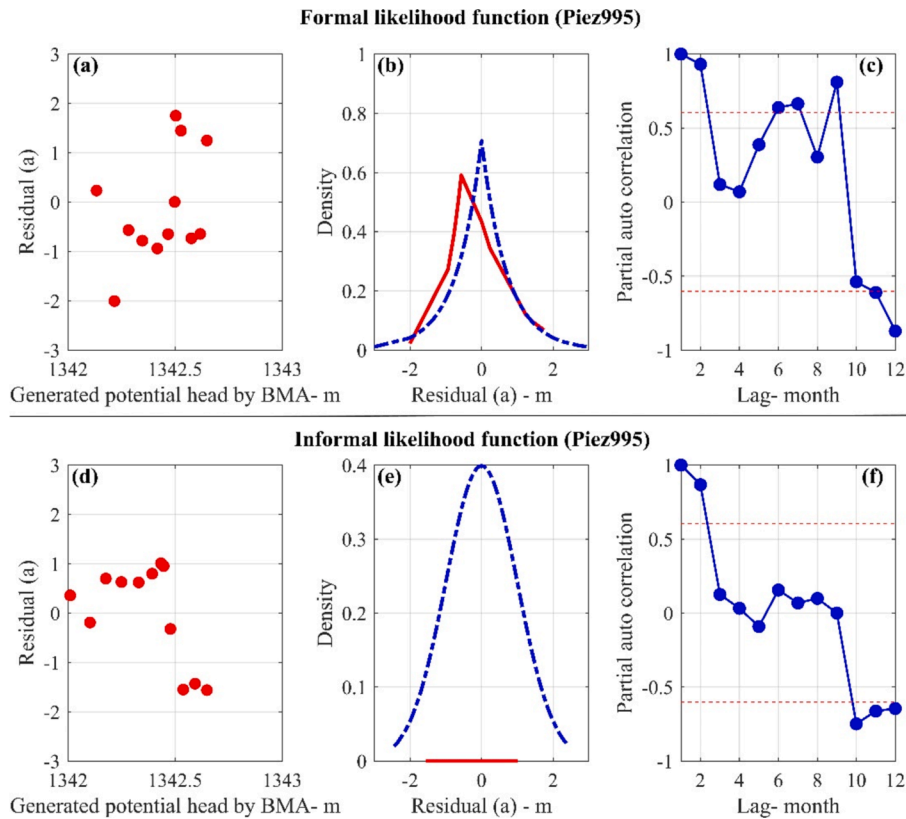 Formal likelihood function (Piez995)
(a)
3
2
1
0
-1
-2
-3
Residual (a)
1342
1342.5
1343
Generated potential head by BMA- m
(b)
1
0.8
0.6
0.4
0.2
0
Density
-2
0
2
Residual (a) - m
(c)
1
0.5
0
-0.5
-1
Partial auto correlation
2
4
6
8
10
12
Lag- month
Informal likelihood function (Piez995)
(d)
3
2
1
0
-1
-2
-3
Residual (a)
1342
1342.5
1343
Generated potential head by BMA- m
(e)
0.4
0.3
0.2
0.1
0
Density
-2
0
2
Residual (a) - m
(f)
1
0.5
0
-0.5
-1
Partial auto correlation
2
4
6
8
10
12
Lag- month